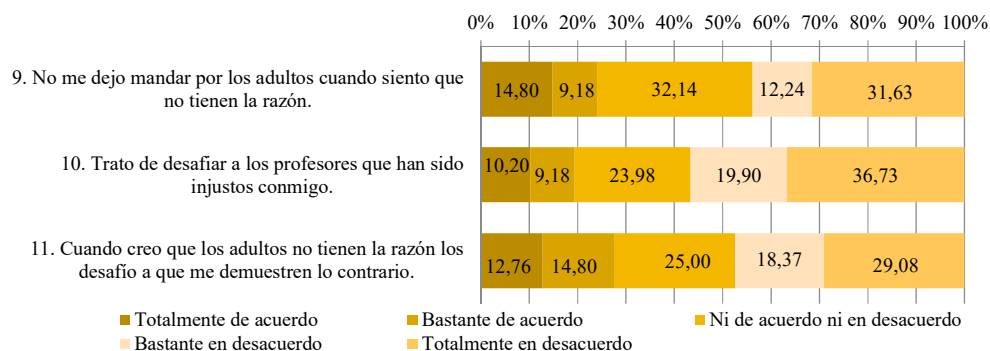 0% 10% 20% 30% 40% 50% 60% 70% 80% 90% 100%
9. No me dejo mandar por los adultos cuando siento que
no tienen la razón.
14,80 9,18 32,14 12,24 31,63
10. Trato de desafiar a los profesores que han sido
injustos conmigo.
10,20 9,18 23,98 19,90 36,73
11. Cuando creo que los adultos no tienen la razón los
desafío a que me demuestren lo contrario.
12,76 14,80 25,00 18,37 29,08
Totalmente de acuerdo Bastante de acuerdo Ni de acuerdo ni en desacuerdo
Bastante en desacuerdo Totalmente en desacuerdo